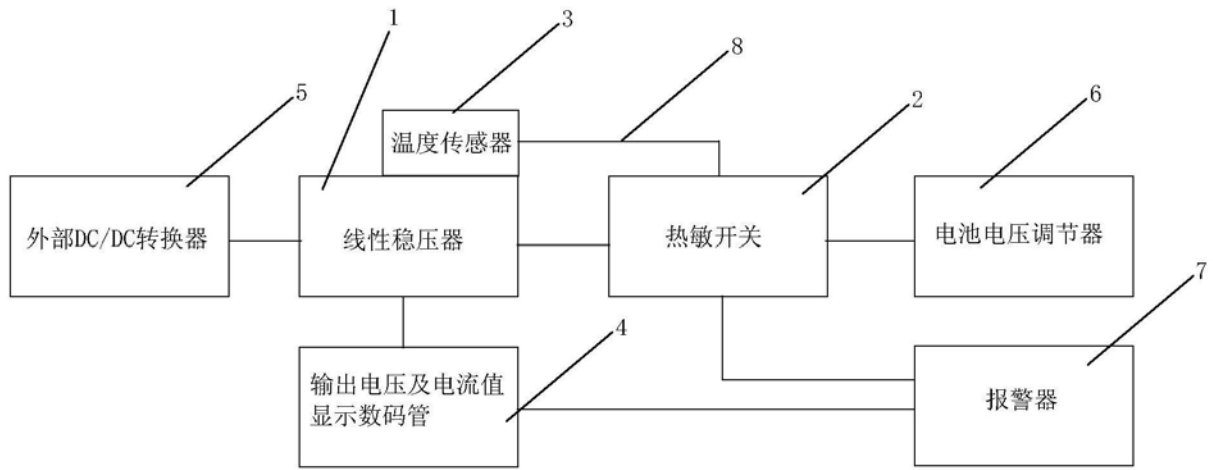 1
3
8
5
2
6
温度传感器
外部DC/DC转换器
线性稳压器
热敏开关
电池电压调节器
7
4
输出电压及电流值
显示数码管
报警器